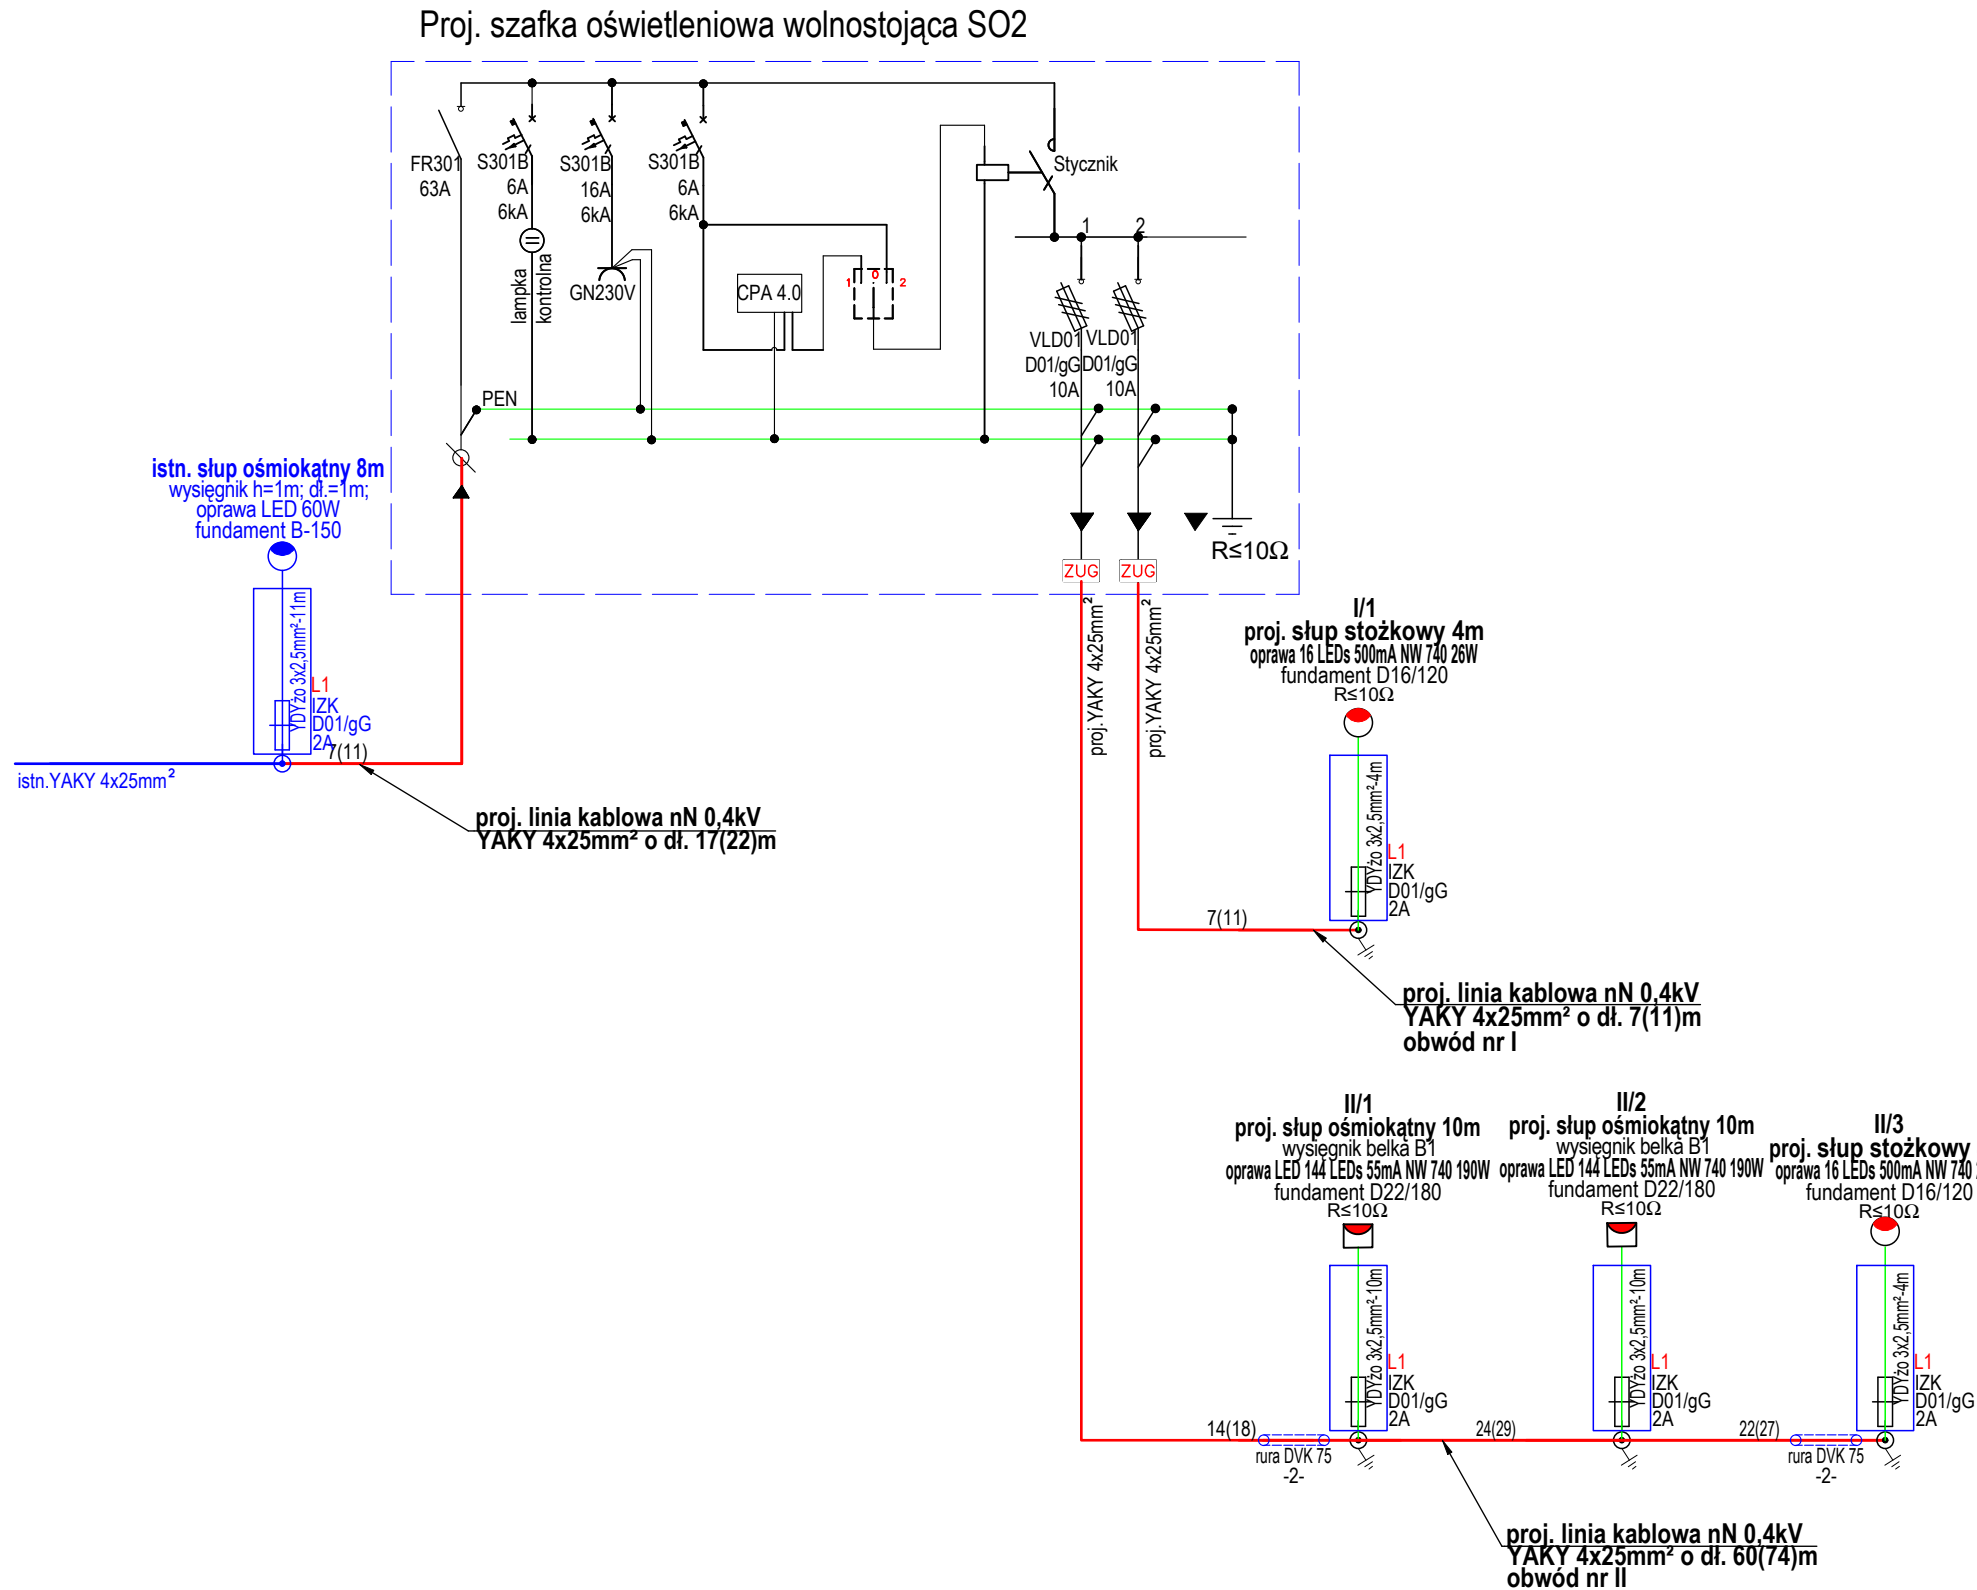 Proj. szafka oświetleniowa wolnostojąca SO2
FR301
63A
S301B
6A
6kA
lampka
kontrolna
S301B
16A
6kA
GN230V
S301B
6A
6kA
CPA 4.0
1
0
2
Stycznik
1
2
VLD01
D01/gG
10A
VLD01
D01/gG
10A
PEN
R≤10Ω
ZUG
ZUG
proj.YAKY 4x25mm²
proj.YAKY 4x25mm²
istn. słup ośmiokątny 8m
wysięgnik h=1m; dł.=1m;
oprawa LED 60W
fundament B-150
YDYżo 3x2,5mm²-11m
L1
IZK
D01/gG
2A
7(11)
istn.YAKY 4x25mm²
proj. linia kablowa nN 0,4kV
YAKY 4x25mm² o dł. 17(22)m
I/1
proj. słup stożkowy 4m
oprawa 16 LEDs 500mA NW 740 26W
fundament D16/120
R≤10Ω
YDYżo 3x2,5mm²-4m
L1
IZK
D01/gG
2A
7(11)
proj. linia kablowa nN 0,4kV
YAKY 4x25mm² o dł. 7(11)m
obwód nr I
II/1
proj. słup ośmiokątny 10m
wysięgnik belka B1
oprawa LED 144 LEDs 55mA NW 740 190W
fundament D22/180
R≤10Ω
YDYżo 3x2,5mm²-10m
L1
IZK
D01/gG
2A
II/2
proj. słup ośmiokątny 10m
wysięgnik belka B1
oprawa LED 144 LEDs 55mA NW 740 190W
fundament D22/180
R≤10Ω
YDYżo 3x2,5mm²-10m
L1
IZK
D01/gG
2A
II/3
proj. słup stożkowy
oprawa 16 LEDs 500mA NW 740
fundament D16/120
R≤10Ω
YDYżo 3x2,5mm²-4m
L1
IZK
D01/gG
2A
14(18)
rura DVK 75
-2-
24(29)
22(27)
rura DVK 75
-2-
proj. linia kablowa nN 0,4kV
YAKY 4x25mm² o dł. 60(74)m
obwód nr II